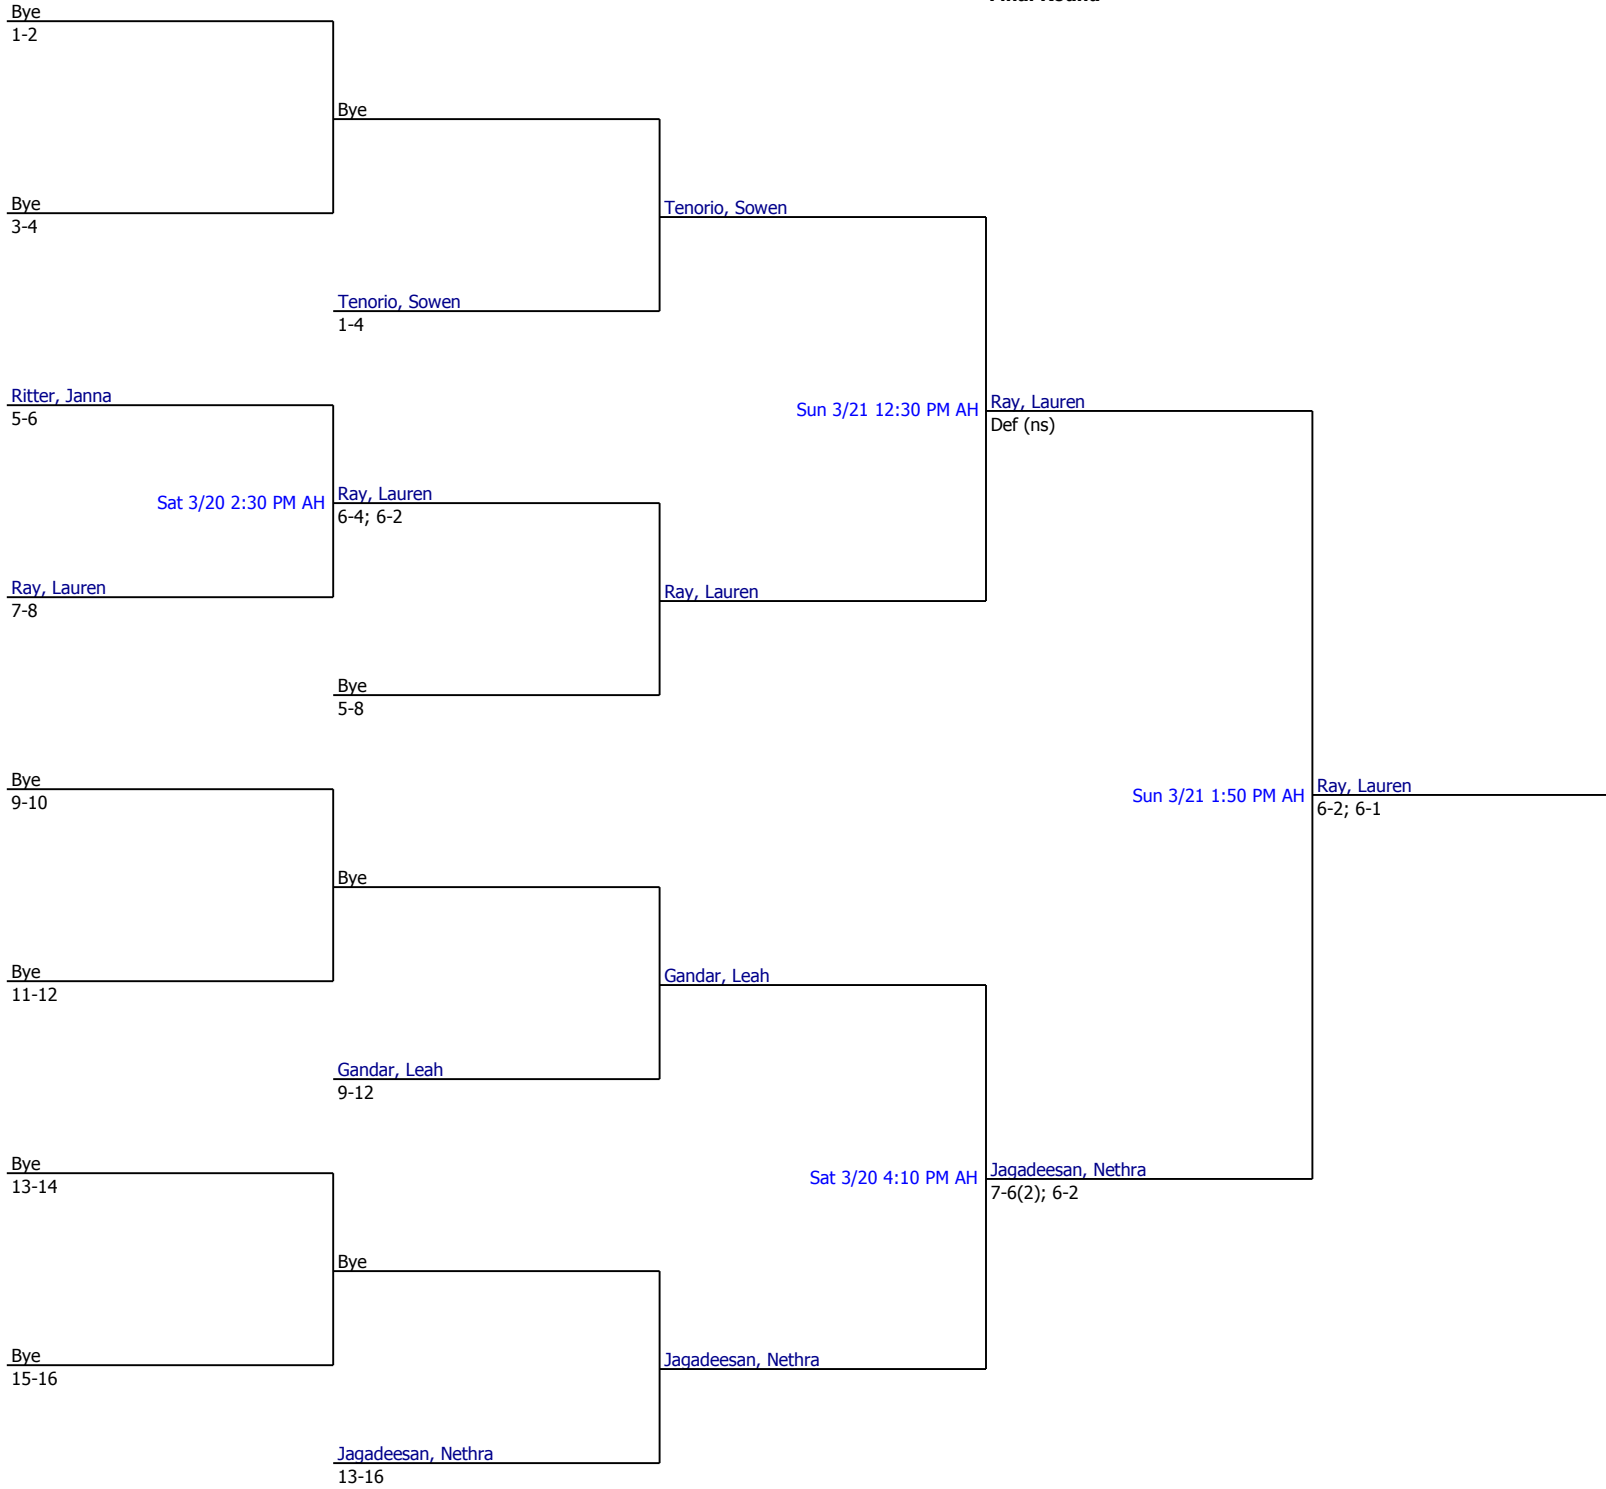 Final Round
Bye
1-2
Bye
Bye
3-4
Tenorio, Sowen
Tenorio, Sowen
1-4
Ritter, Janna
5-6
Sun 3/21 12:30 PM AH
Ray, Lauren
Def (ns)
Sat 3/20 2:30 PM AH
Ray, Lauren
6-4; 6-2
Ray, Lauren
7-8
Ray, Lauren
Bye
5-8
Bye
9-10
Sun 3/21 1:50 PM AH
Ray, Lauren
6-2; 6-1
Bye
Bye
11-12
Gandar, Leah
Gandar, Leah
9-12
Bye
13-14
Sat 3/20 4:10 PM AH
Jagadeesan, Nethra
7-6(2); 6-2
Bye
Bye
15-16
Jagadeesan, Nethra
Jagadeesan, Nethra
13-16